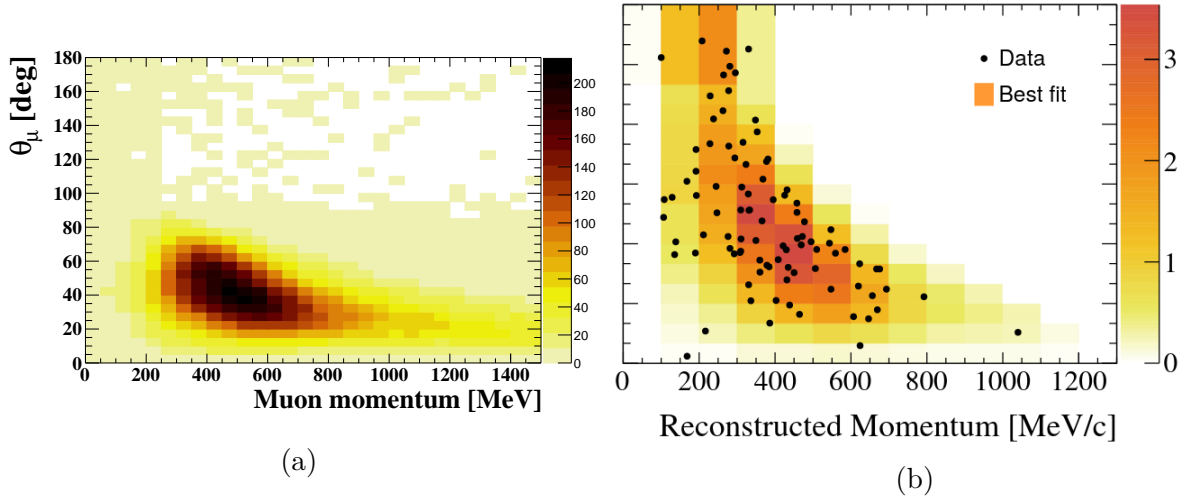 θμ [deg]
180
160
140
120
100
80
60
40
20
0
0 200 400 600 800 1000 1200 1400
Muon momentum [MeV]
200
180
160
140
120
100
80
60
40
20
0
(a)
Data
Best fit
3
2
1
0
0 200 400 600 800 1000 1200
Reconstructed Momentum [MeV/c]
(b)